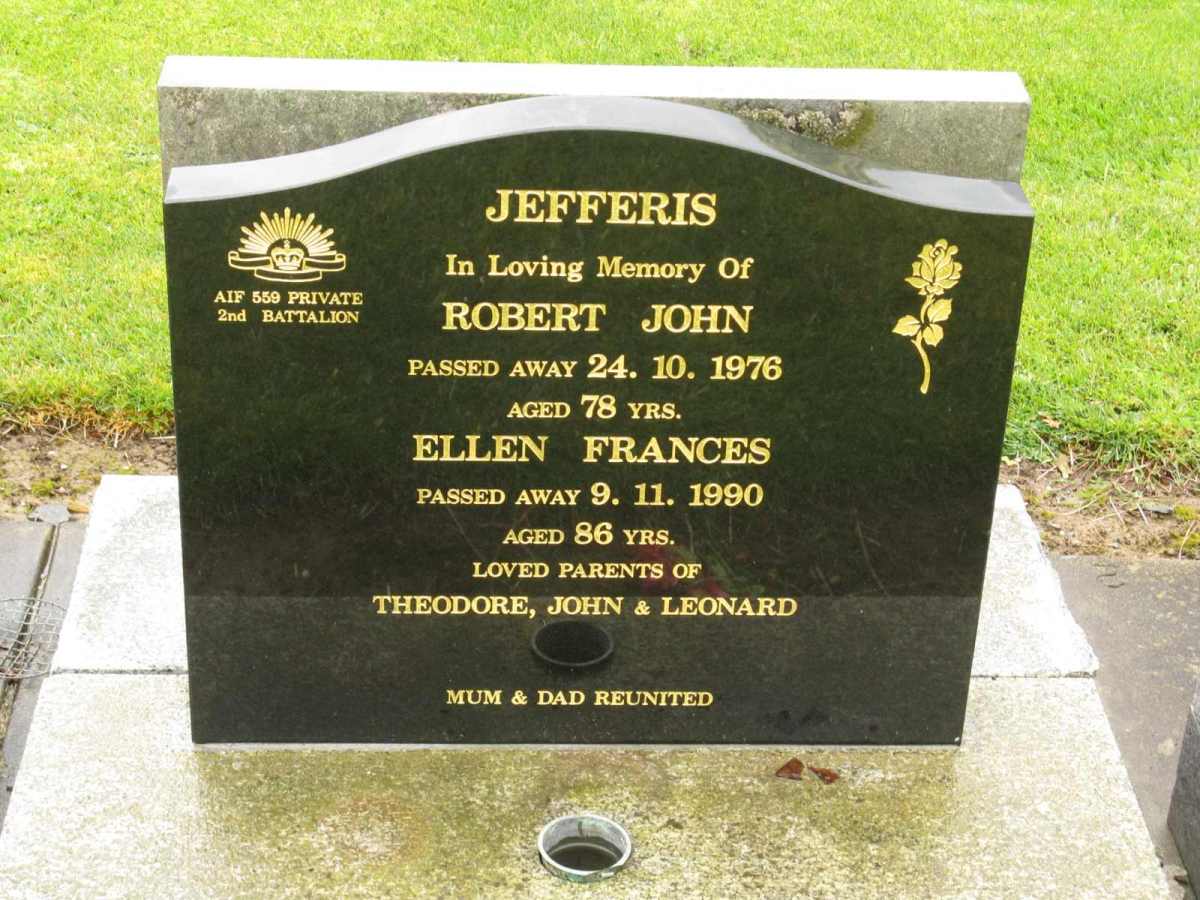 JEFFERIS
In Loving Memory Of
AIF 559 PRIVATE
2nd BATTALION
ROBERT JOHN
PASSED AWAY 24. 10. 1976
AGED 78 YRS.
ELLEN FRANCES
PASSED AWAY 9. 11. 1990
AGED 86 YRS.
LOVED PARENTS OF
THEODORE, JOHN & LEONARD
MUM & DAD REUNITED